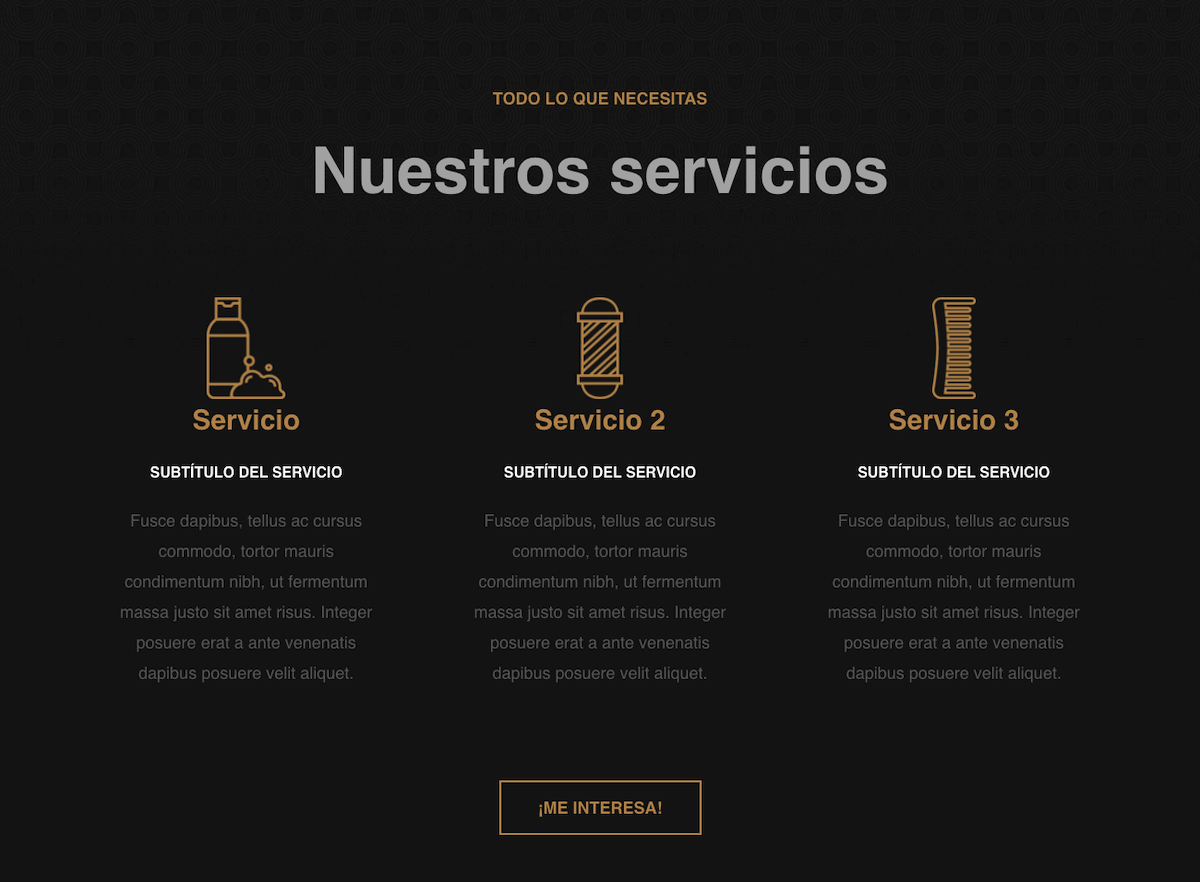 TODO LO QUE NECESITAS
Nuestros servicios
Servicio
SUBTÍTULO DEL SERVICIO
Fusce dapibus, tellus ac cursus
commodo, tortor mauris
condimentum nibh, ut fermentum
massa justo sit amet risus. Integer
posuere erat a ante venenatis
dapibus posuere velit aliquet.
Servicio 2
SUBTÍTULO DEL SERVICIO
Fusce dapibus, tellus ac cursus
commodo, tortor mauris
condimentum nibh, ut fermentum
massa justo sit amet risus. Integer
posuere erat a ante venenatis
dapibus posuere velit aliquet.
Servicio 3
SUBTÍTULO DEL SERVICIO
Fusce dapibus, tellus ac cursus
commodo, tortor mauris
condimentum nibh, ut fermentum
massa justo sit amet risus. Integer
posuere erat a ante venenatis
dapibus posuere velit aliquet.
¡ME INTERESA!